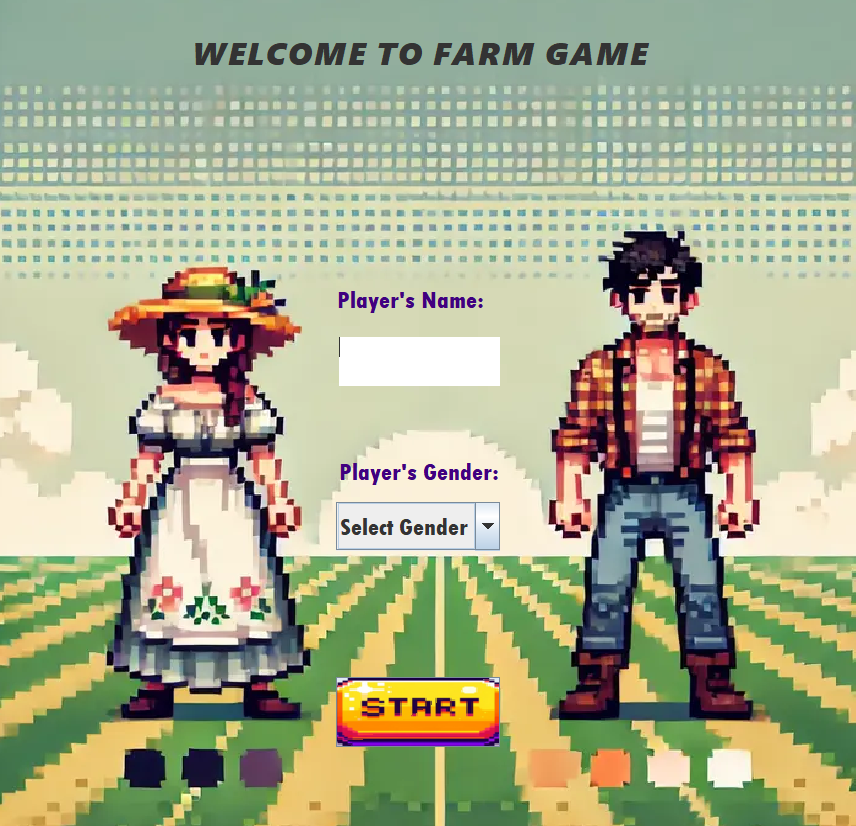 WELCOME TO FARM GAME
Player's Name:
Player's Gender:
Select Gender
START